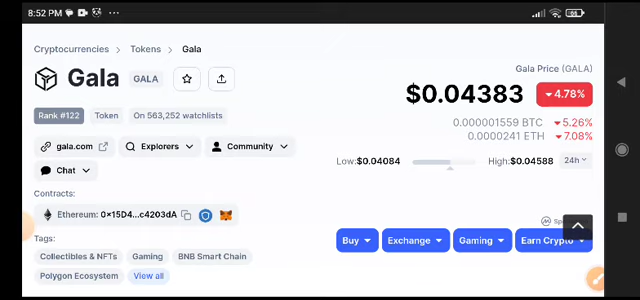 8:52 PM
Cryptocurrencies > Tokens > Gala
Gala GALA
Rank #122 Token On 563,252 watchlists
gala.com Explorers Community
Chat
Contracts:
Ethereum: 0x15D4...c4203dA
Tags:
Collectibles & NFTs Gaming BNB Smart Chain
Polygon Ecosystem View all
Gala Price (GALA)
$0.04383 4.78%
0.000001559 BTC 5.26%
0.0000241 ETH 7.08%
Low:$0.04084 High:$0.04588 24h
Buy Exchange Gaming Earn Crypto